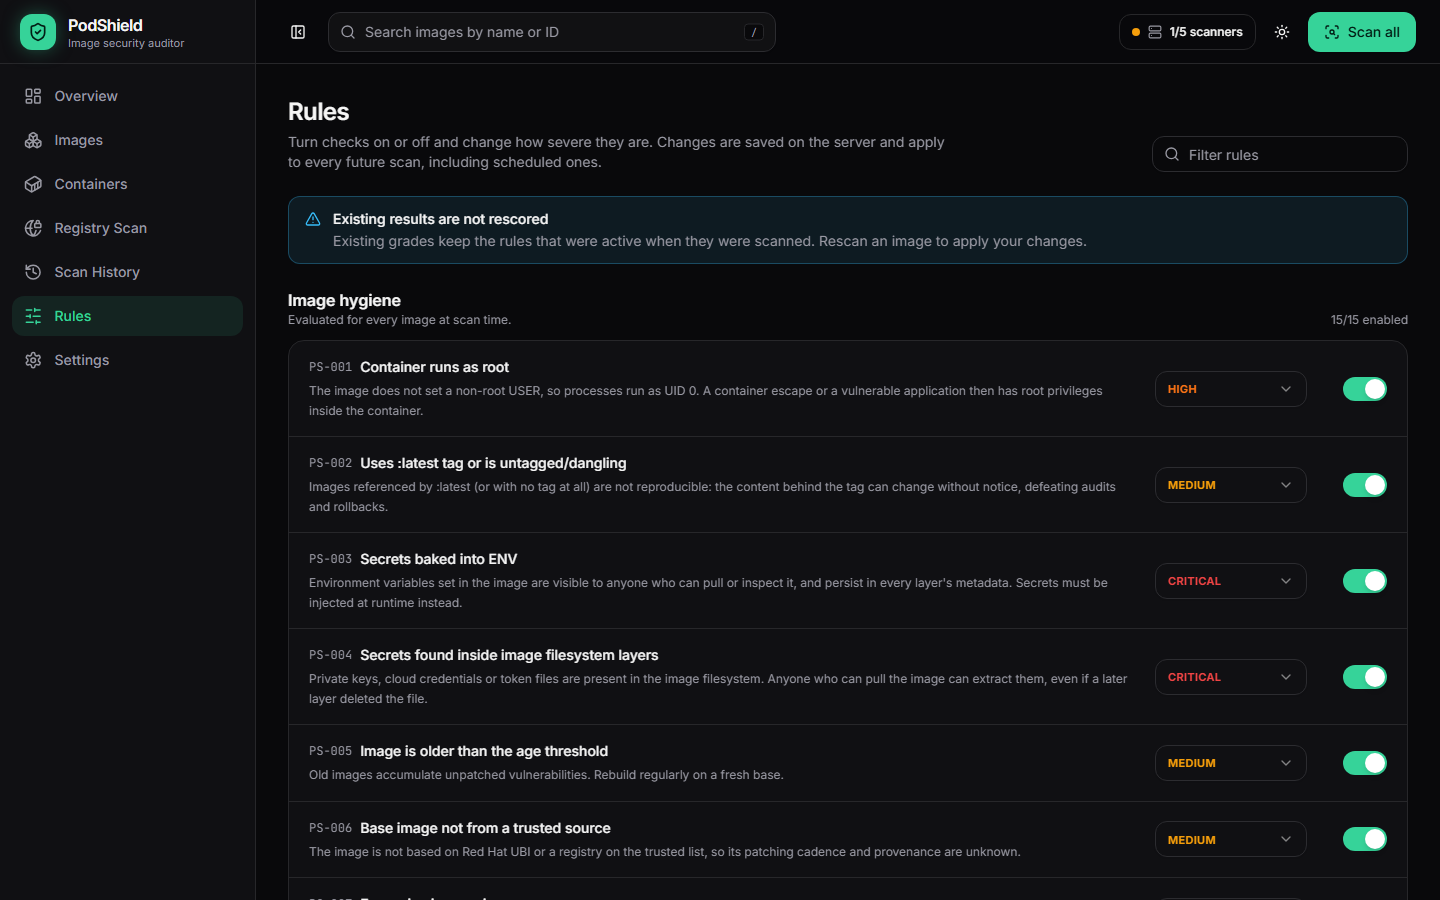 PodShield
Image security auditor
Search images by name or ID
/
1/5 scanners
Scan all
Overview
Images
Containers
Registry Scan
Scan History
Rules
Settings
Rules
Turn checks on or off and change how severe they are. Changes are saved on the server and apply
to every future scan, including scheduled ones.
Filter rules
Existing results are not rescored
Existing grades keep the rules that were active when they were scanned. Rescan an image to apply your changes.
Image hygiene
Evaluated for every image at scan time.
15/15 enabled
PS-001 Container runs as root
The image does not set a non-root USER, so processes run as UID 0. A container escape or a vulnerable application then has root privileges
inside the container.
HIGH
PS-002 Uses :latest tag or is untagged/dangling
Images referenced by :latest (or with no tag at all) are not reproducible: the content behind the tag can change without notice, defeating audits
and rollbacks.
MEDIUM
PS-003 Secrets baked into ENV
Environment variables set in the image are visible to anyone who can pull or inspect it, and persist in every layer's metadata. Secrets must be
injected at runtime instead.
CRITICAL
PS-004 Secrets found inside image filesystem layers
Private keys, cloud credentials or token files are present in the image filesystem. Anyone who can pull the image can extract them, even if a later
layer deleted the file.
CRITICAL
PS-005 Image is older than the age threshold
Old images accumulate unpatched vulnerabilities. Rebuild regularly on a fresh base.
MEDIUM
PS-006 Base image not from a trusted source
The image is not based on Red Hat UBI or a registry on the trusted list, so its patching cadence and provenance are unknown.
MEDIUM